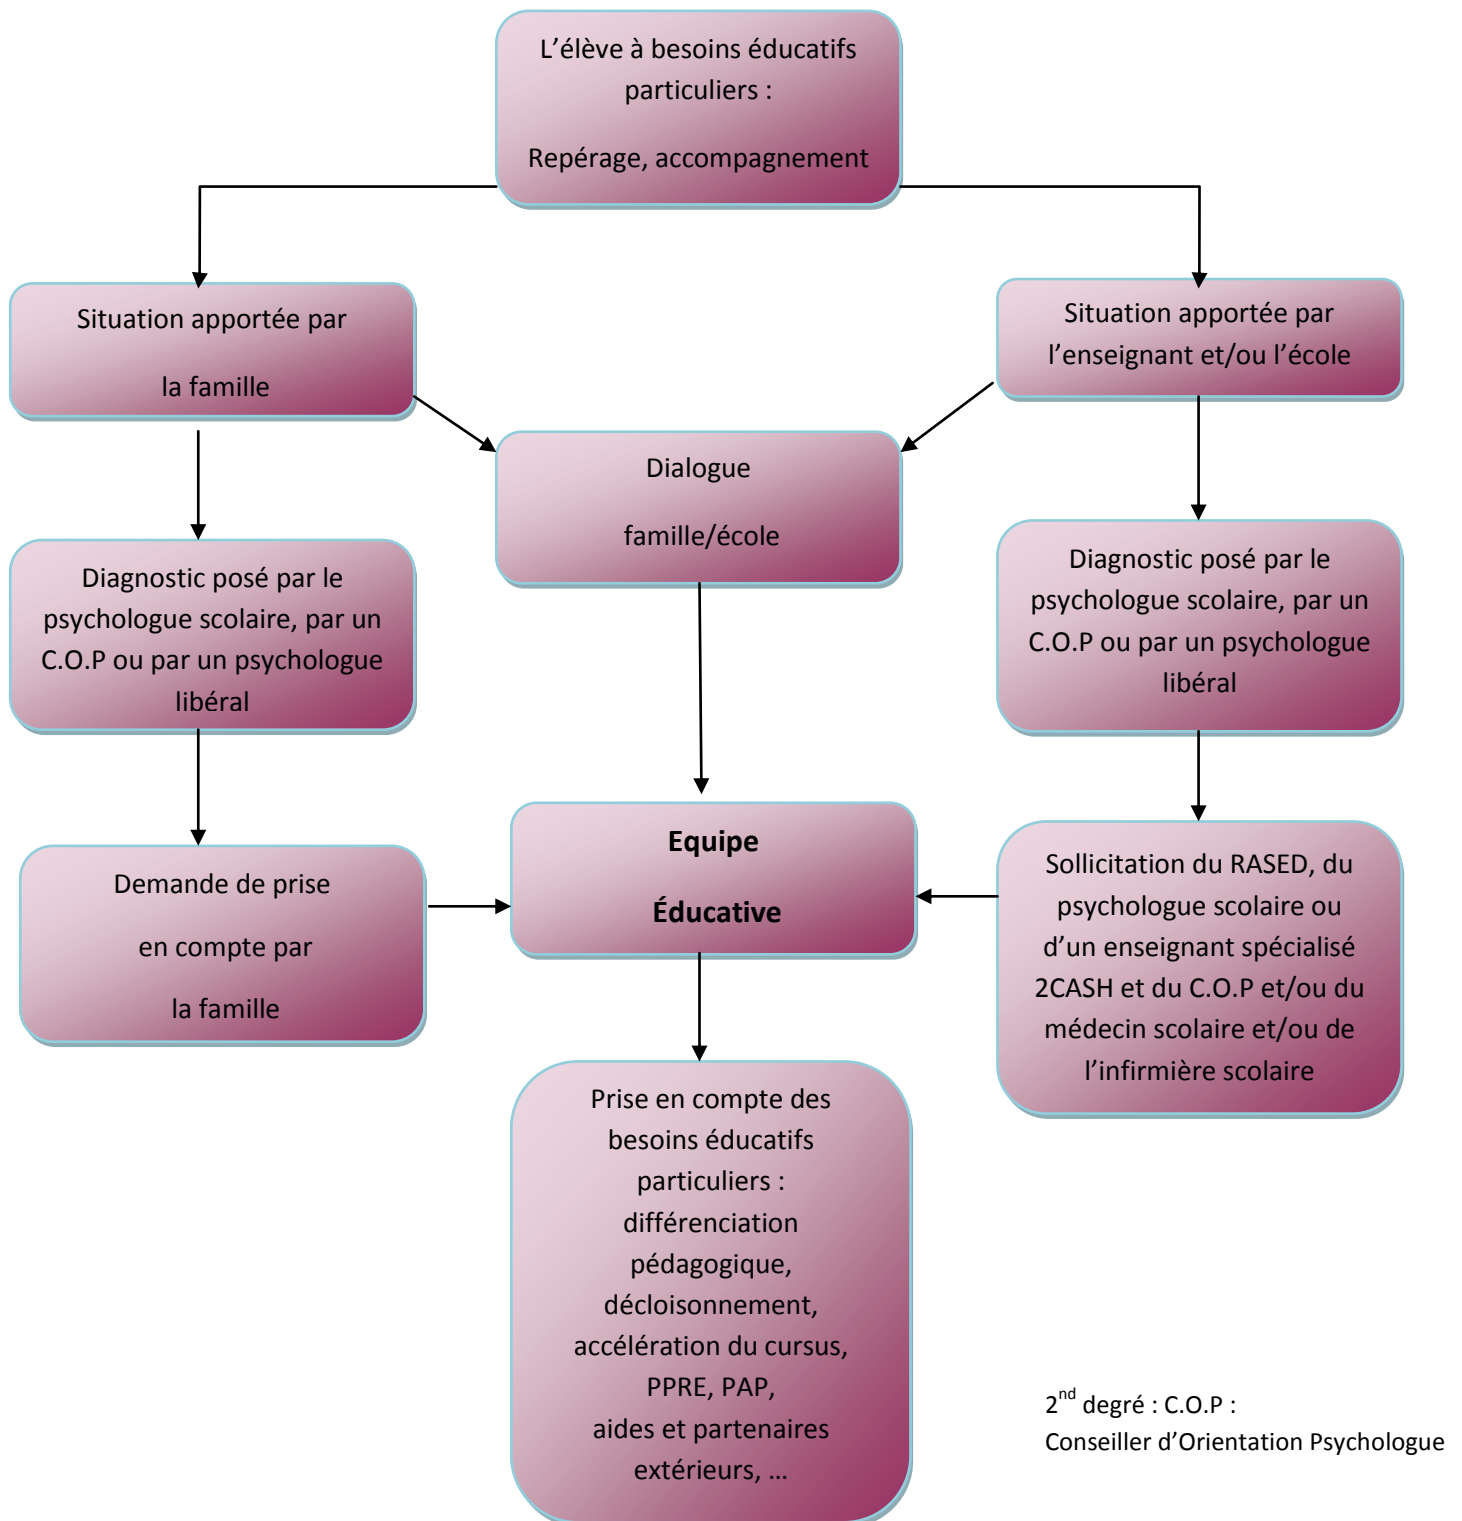 L’élève à besoins éducatifs
particuliers :
Repérage, accompagnement
Situation apportée par
la famille
Situation apportée par
l’enseignant et/ou l’école
Dialogue
famille/école
Diagnostic posé par le
psychologue scolaire, par un
C.O.P ou par un psychologue
libéral
Diagnostic posé par le
psychologue scolaire, par un
C.O.P ou par un psychologue
libéral
Demande de prise
en compte par
la famille
Equipe
Éducative
Sollicitation du RASED, du
psychologue scolaire ou
d’un enseignant spécialisé
2CASH et du C.O.P et/ou du
médecin scolaire et/ou de
l’infirmière scolaire
Prise en compte des
besoins éducatifs
particuliers :
différenciation
pédagogique,
décloisonnement,
accélération du cursus,
PPRE, PAP,
aides et partenaires
extérieurs, …
2nd degré : C.O.P :
Conseiller d’Orientation Psychologue